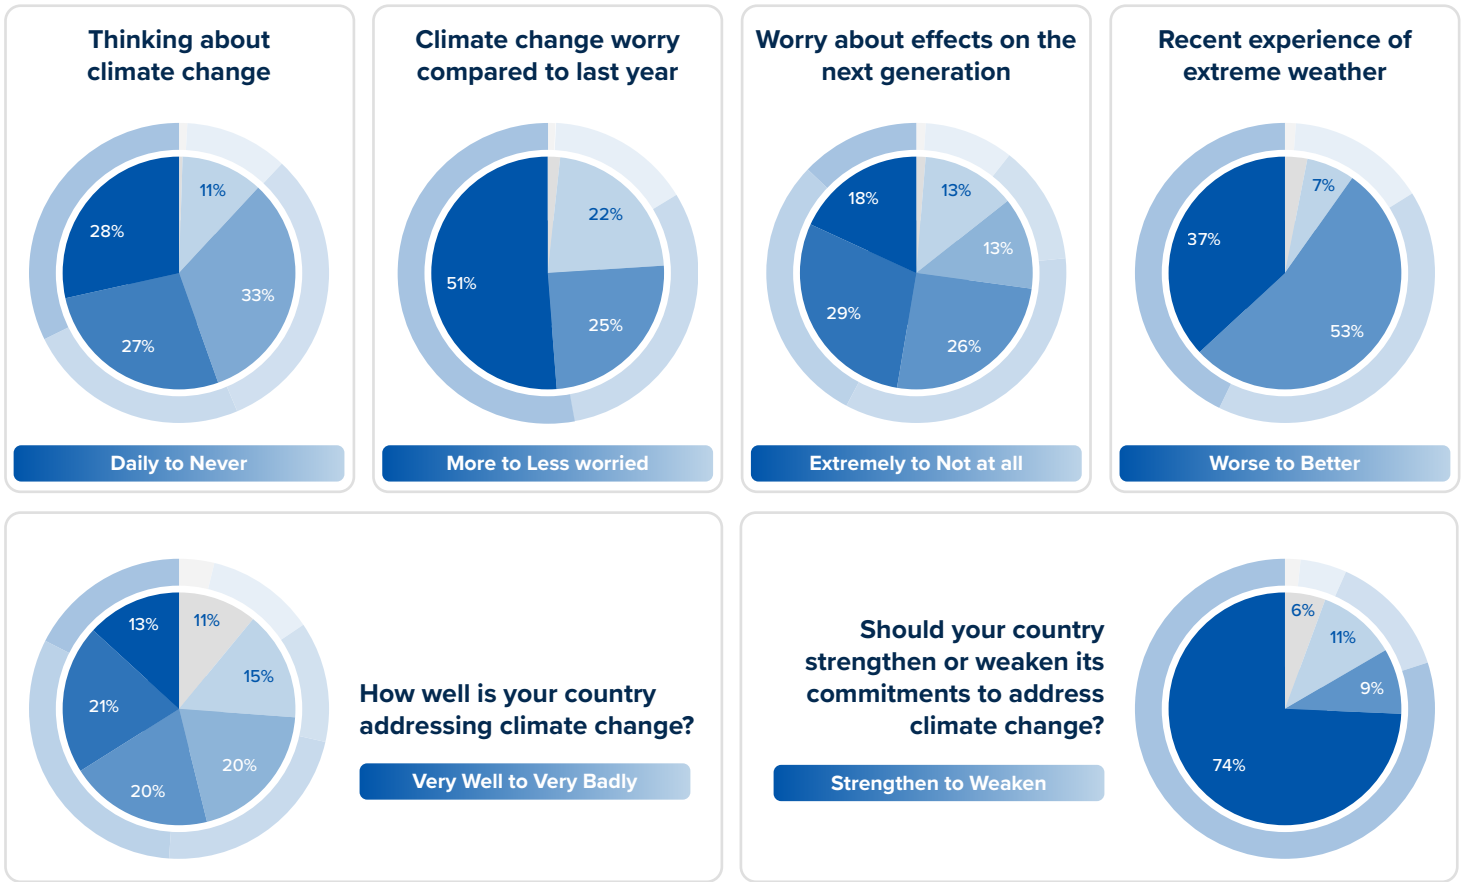 Thinking about
climate change
11%
28%
33%
27%
Daily to Never
Climate change worry
compared to last year
22%
51%
25%
More to Less worried
Worry about effects on the
next generation
18%
13%
13%
29%
26%
Extremely to Not at all
Recent experience of
extreme weather
7%
37%
53%
Worse to Better
13%
11%
15%
21%
20%
20%
How well is your country
addressing climate change?
Very Well to Very Badly
Should your country
strengthen or weaken its
commitments to address
climate change?
Strengthen to Weaken
6%
11%
9%
74%